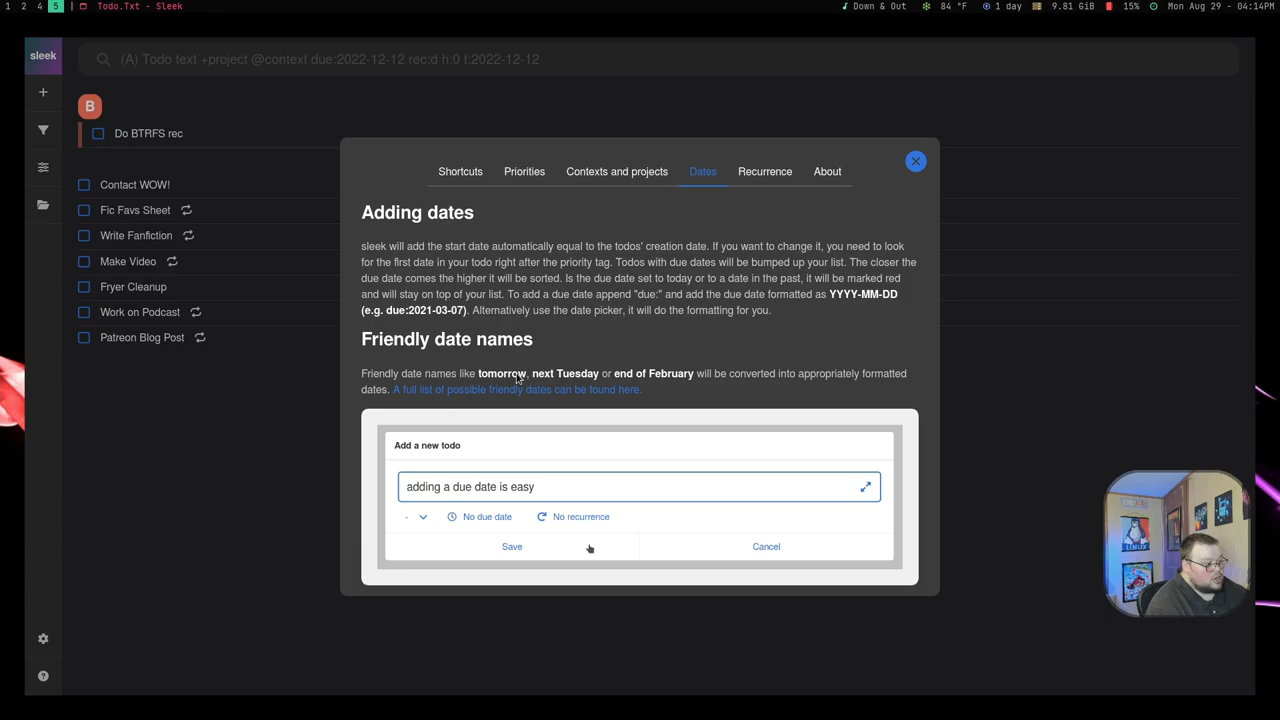 1 2 4 5 | Todo.Txt - Sleek Down & Out 84 °F 1 day 9.81 GiB 15% Mon Aug 29 - 04:14PM
sleek
(A) Todo text +project @context due:2022-12-12 rec:d h:0 t:2022-12-12
B
Do BTRFS rec
Contact WOW!
Fic Favs Sheet
Write Fanfiction
Make Video
Fryer Cleanup
Work on Podcast
Patreon Blog Post
Shortcuts Priorities Contexts and projects Dates Recurrence About
Adding dates
sleek will add the start date automatically equal to the todos' creation date. If you want to change it, you need to look
for the first date in your todo right after the priority tag. Todos with due dates will be bumped up your list. The closer the
due date comes the higher it will be sorted. Is the due date set to today or to a date in the past, it will be marked red
and will stay on top of your list. To add a due date append "due:" and add the due date formatted as YYYY-MM-DD
(e.g. due:2021-03-07). Alternatively use the date picker, it will do the formatting for you.
Friendly date names
Friendly date names like tomorrow, next Tuesday or end of February will be converted into appropriately formatted
dates. A full list of possible friendly dates can be found here.
Add a new todo
adding a due date is easy
- No due date No recurrence
Save Cancel
LINUX